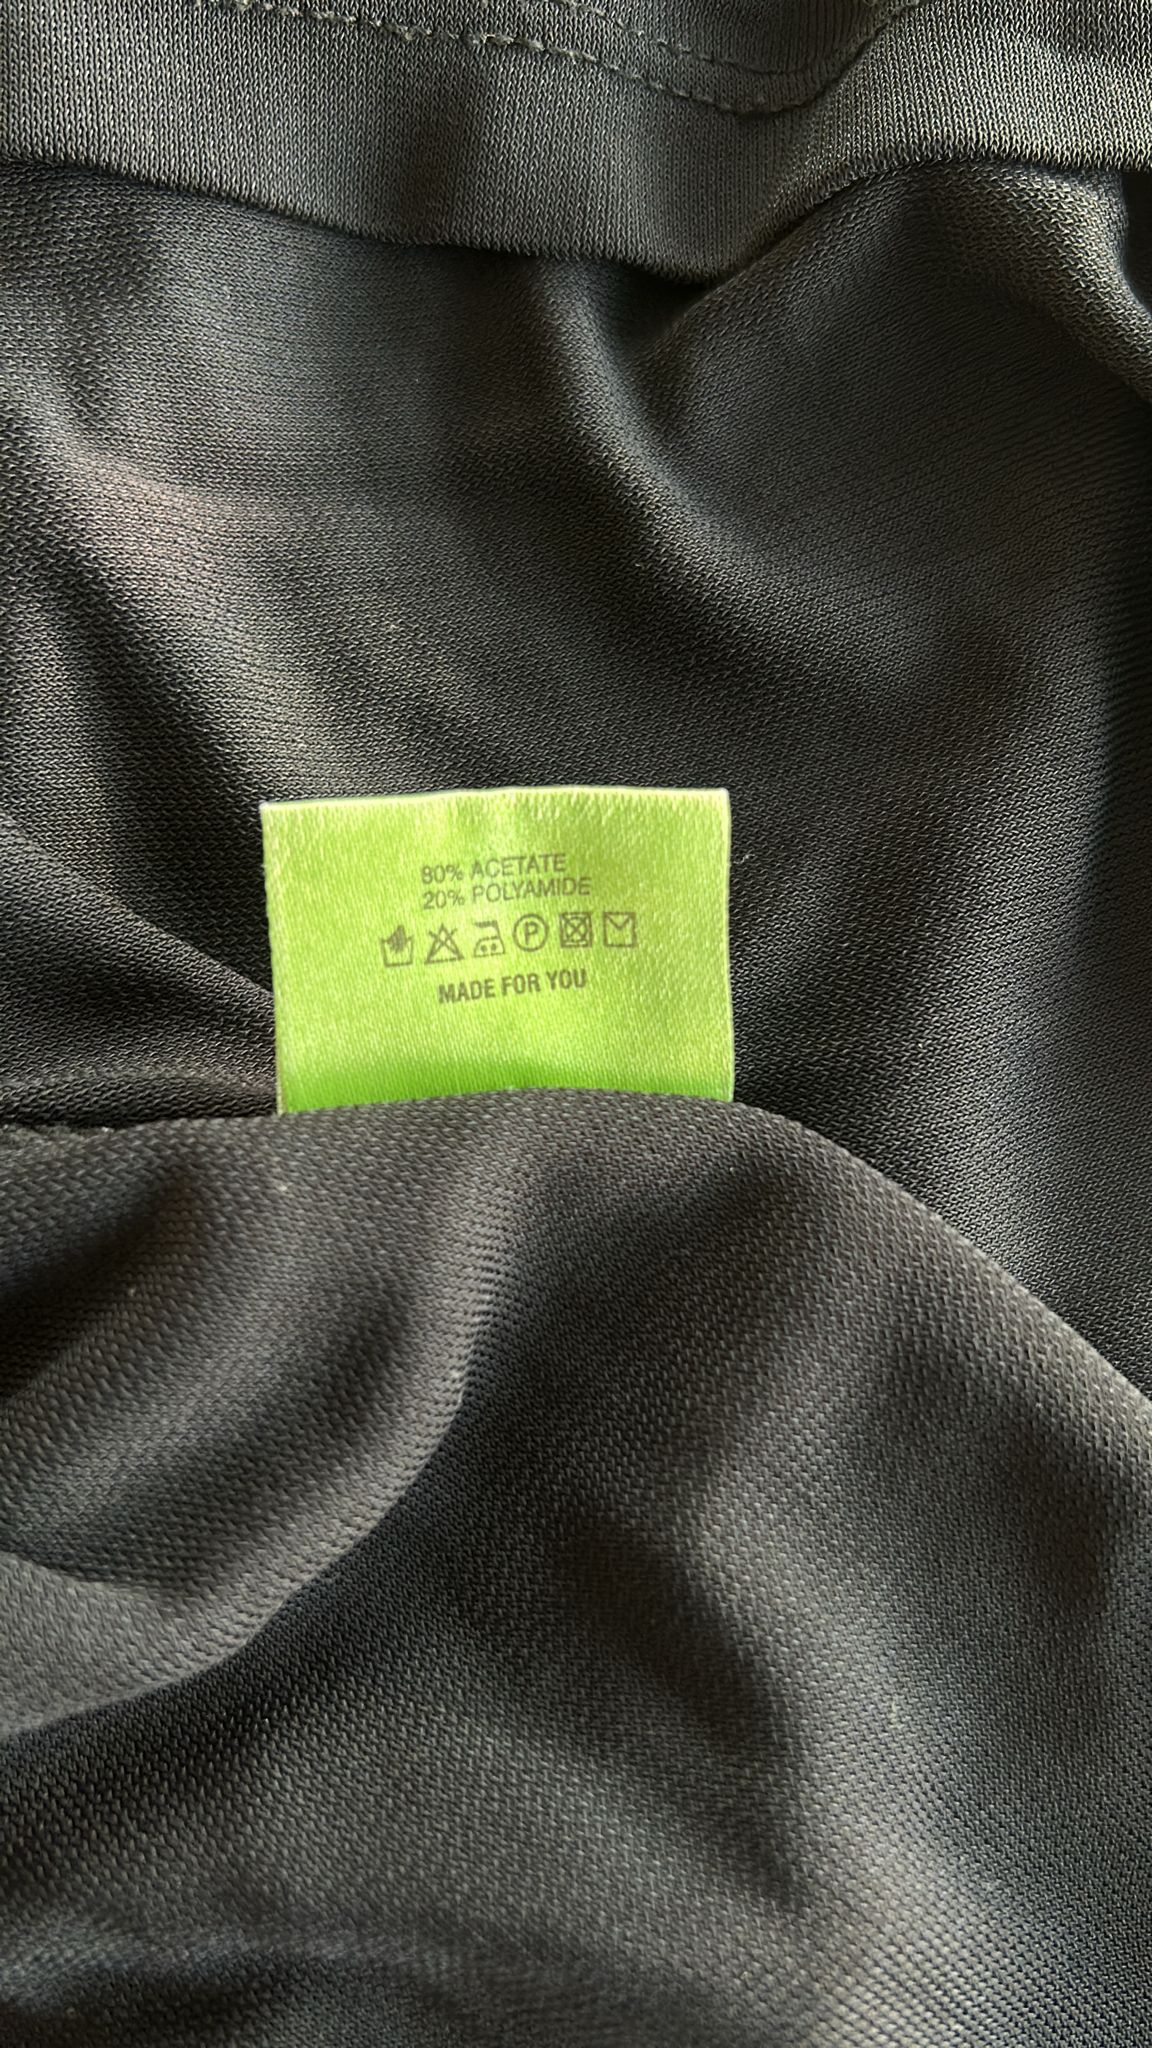 80% ACETATE
20% POLYAMIDE
P
MADE FOR YOU